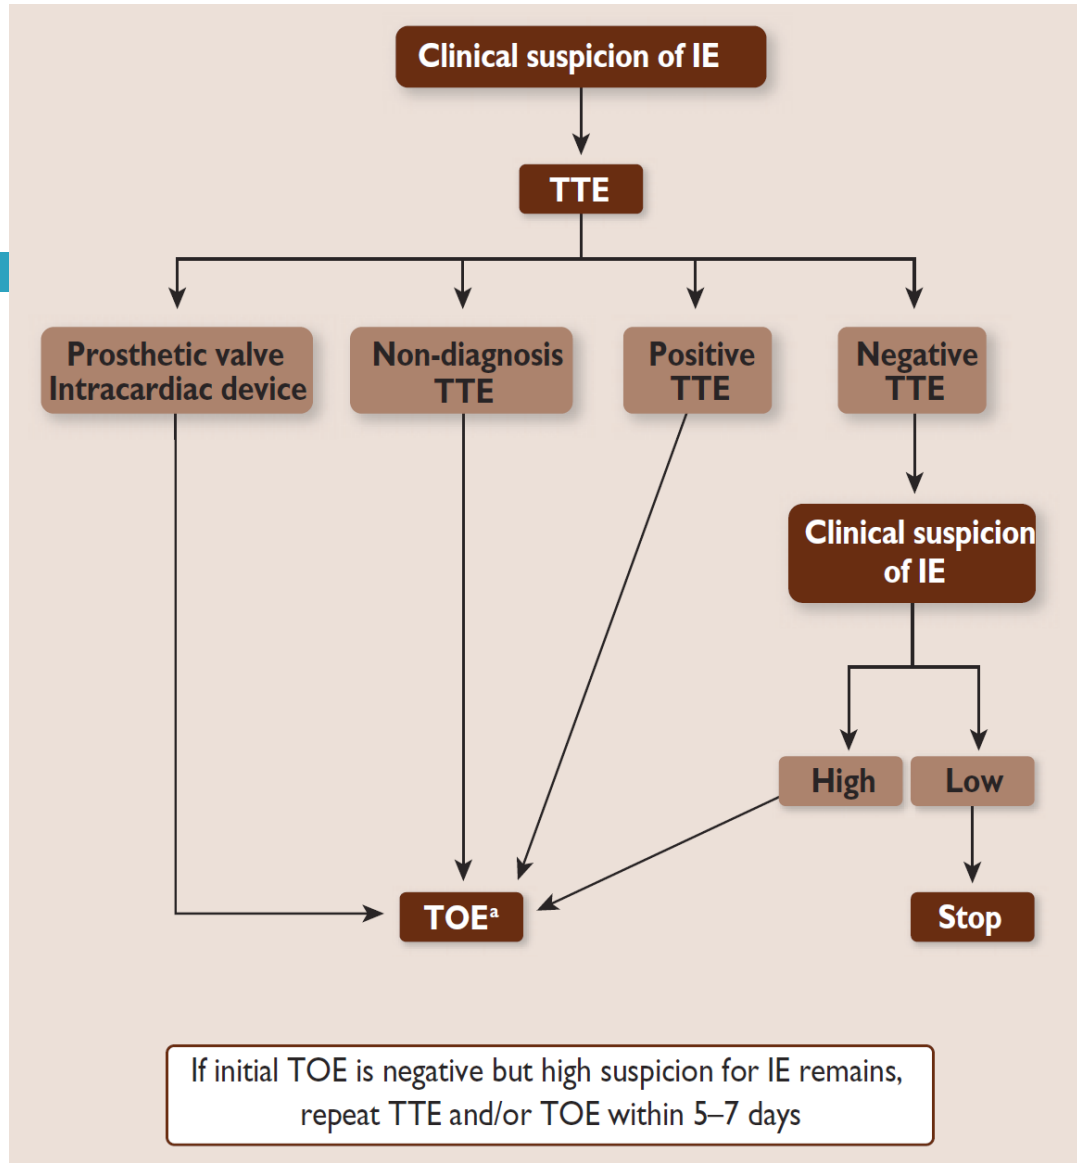 Clinical suspicion of IE
TTE
Prosthetic valve
Intracardiac device
Non-diagnosis
TTE
Positive
TTE
Negative
TTE
Clinical suspicion
of IE
High
Low
TOEª
Stop
If initial TOE is negative but high suspicion for IE remains,
repeat TTE and/or TOE within 5–7 days